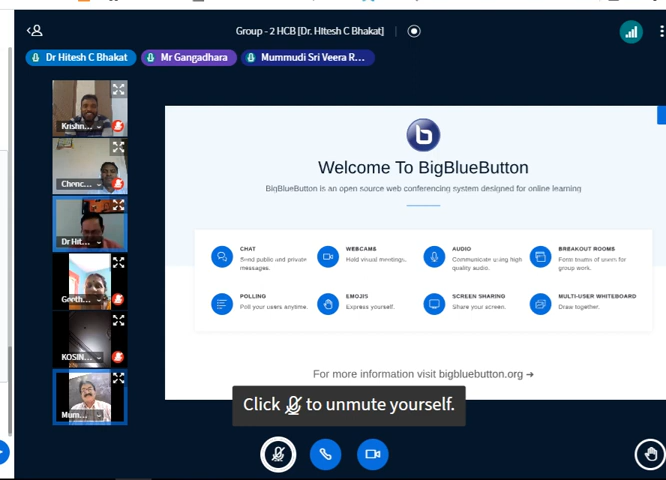 Group - 2 HCB [Dr. HItesh C Bhakat]
Dr Hitesh C Bhakat
Mr Gangadhara
Mummudi Sri Veera R...
Krishn...
Chenc...
Dr Hit...
Geeth...
KOSIN...
Mum...
b
Welcome To BigBlueButton
BigBlueButton is an open source web conferencing system designed for online learning
CHAT
Send public and private
messages.
WEBCAMS
Hold visual meetings.
AUDIO
Communicate using high
quality audio.
BREAKOUT ROOMS
Form teams of users for
group work.
POLLING
Poll your users anytime.
EMOJIS
Express yourself.
SCREEN SHARING
Share your screen.
MULTI-USER WHITEBOARD
Draw together.
For more information visit bigbluebutton.org →
Click to unmute yourself.